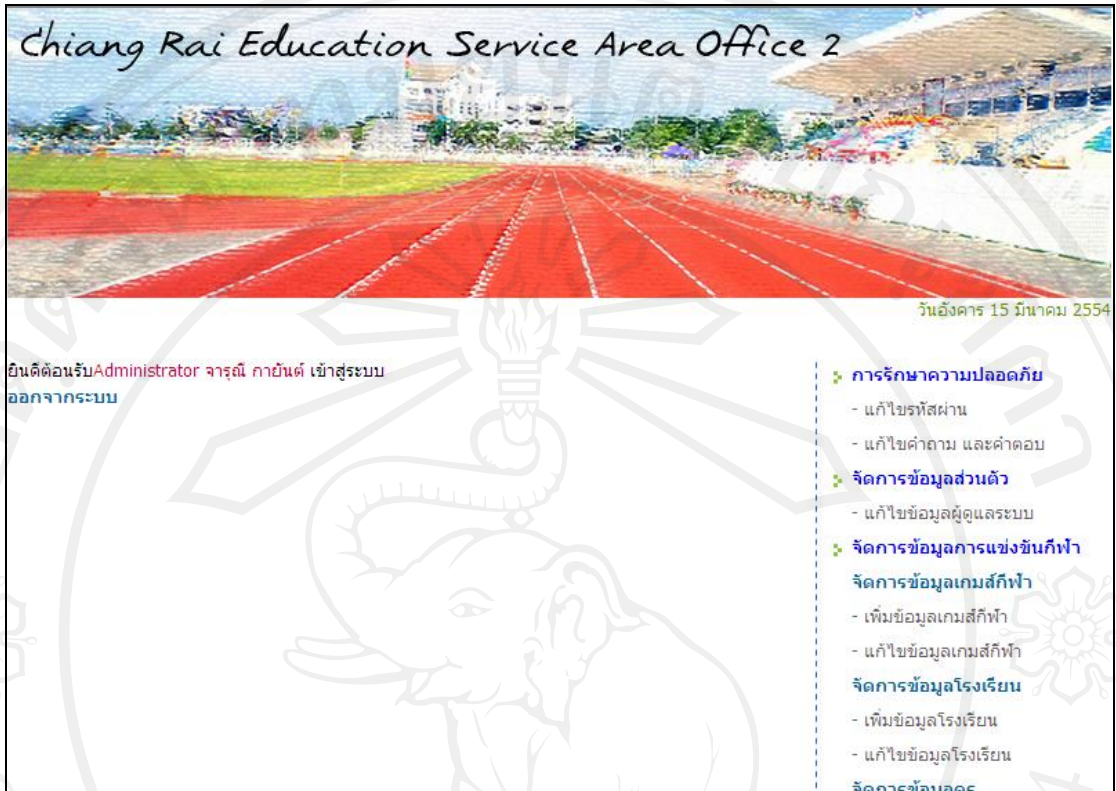 Chiang Rai Education Service Area Office 2
วันอังคาร 15 มีนาคม 2554
ยินดีต้อนรับAdministrator จารุณี กายันต์ เข้าสู่ระบบ
ออกจากระบบ
การรักษาความปลอดภัย
- แก้ไขรหัสผ่าน
- แก้ไขคำถาม และคำตอบ
จัดการข้อมูลส่วนตัว
- แก้ไขข้อมูลผู้ดูแลระบบ
จัดการข้อมูลการแข่งขันกีฬา
จัดการข้อมูลเกมส์กีฬา
- เพิ่มข้อมูลเกมส์กีฬา
- แก้ไขข้อมูลเกมส์กีฬา
จัดการข้อมูลโรงเรียน
- เพิ่มข้อมูลโรงเรียน
- แก้ไขข้อมูลโรงเรียน